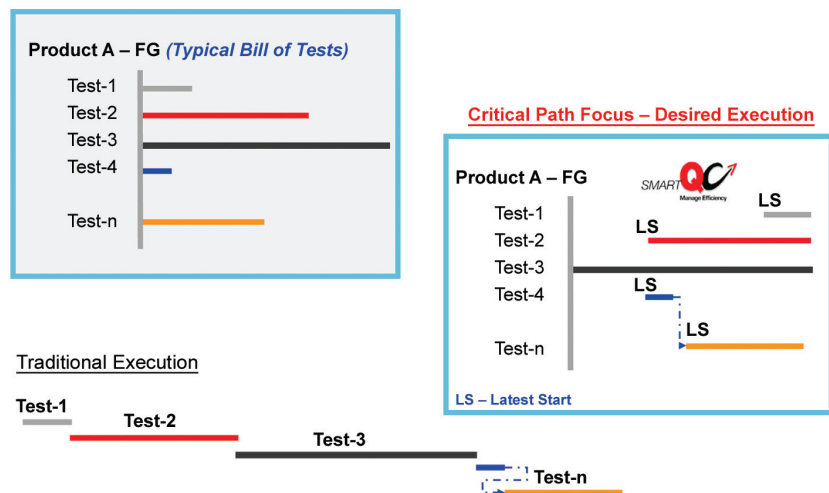 Product A – FG (Typical Bill of Tests)
Test-1
Test-2
Test-3
Test-4
Test-n
Critical Path Focus – Desired Execution
Product A – FG
SMART QC
Manage Efficiency
Test-1
LS
Test-2
LS
Test-3
Test-4
LS
Test-n
LS
LS – Latest Start
Traditional Execution
Test-1
Test-2
Test-3
Test-n